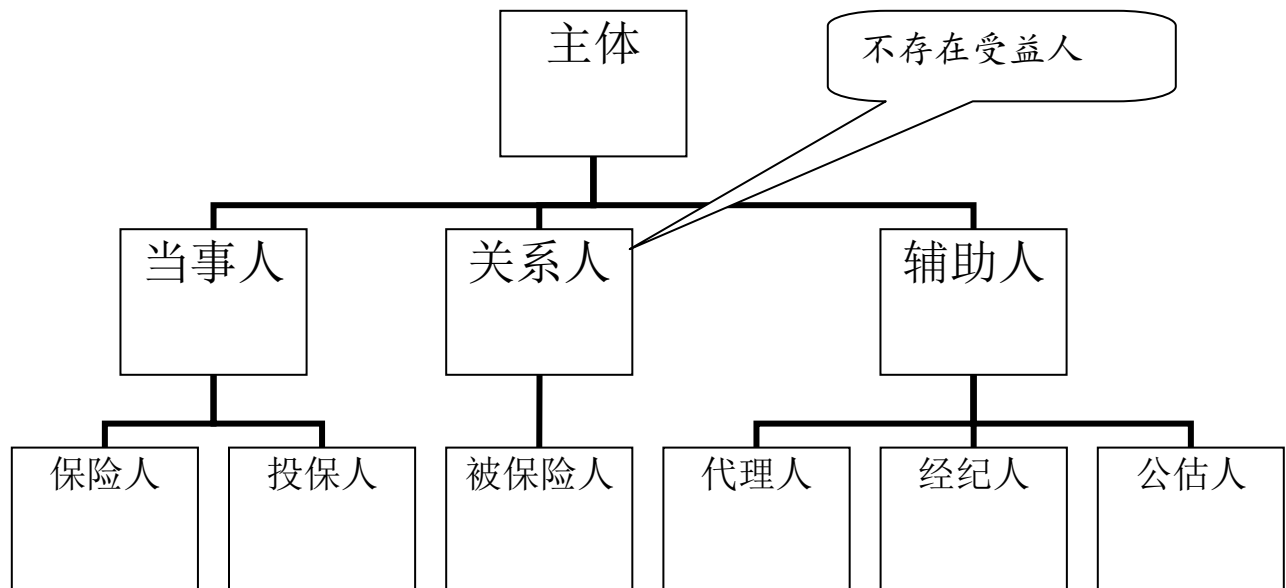 主体
不存在受益人
当事人
关系人
辅助人
保险人
投保人
被保险人
代理人
经纪人
公估人